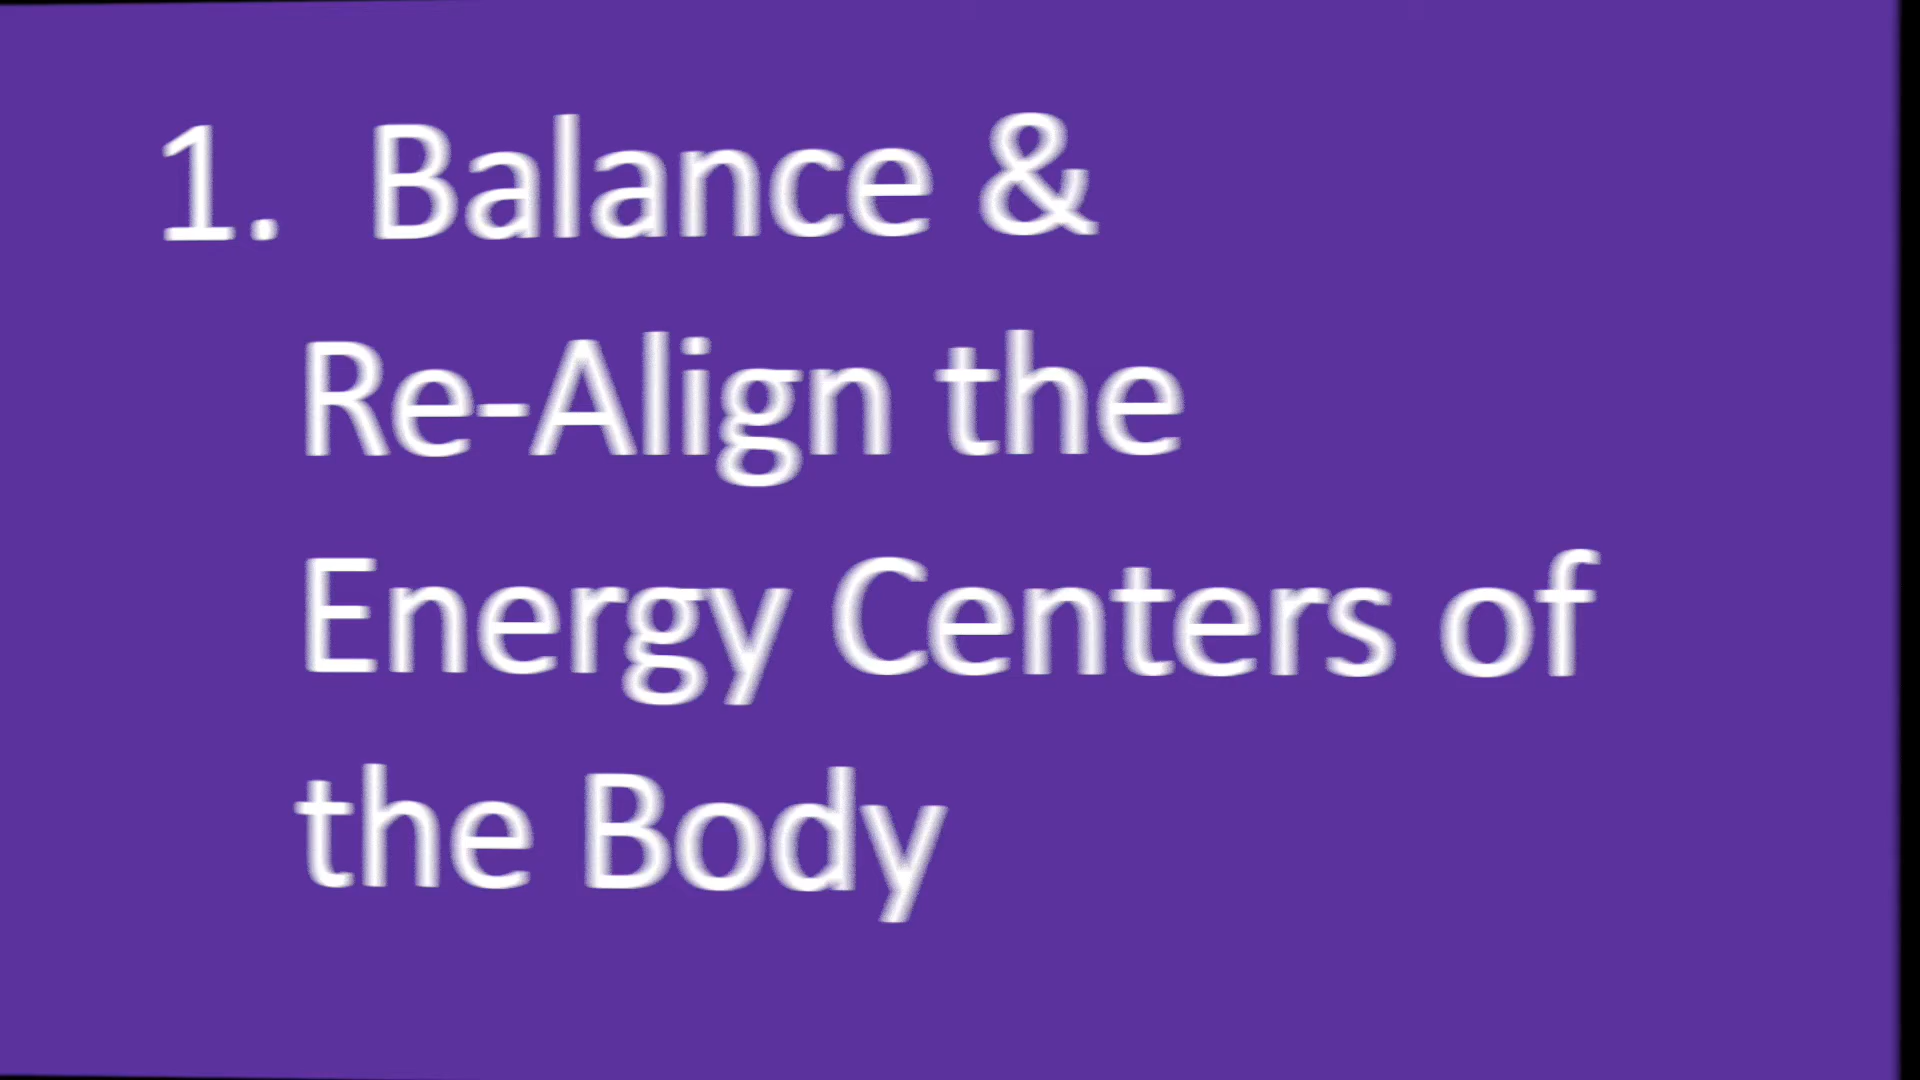 1. Balance &
Re-Align the
Energy Centers of
the Body